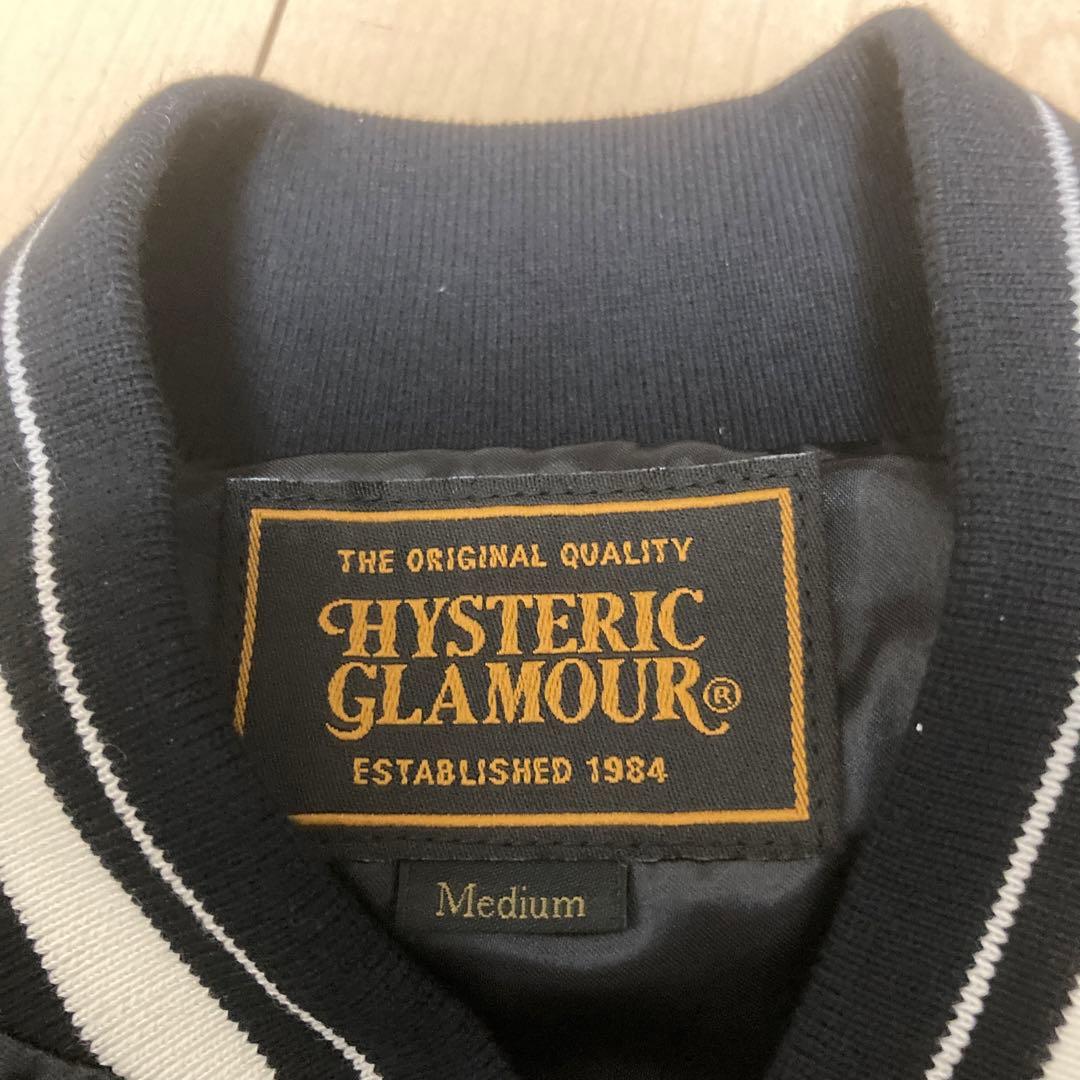 THE ORIGINAL QUALITY
HYSTERIC
GLAMOUR®
ESTABLISHED 1984
Medium